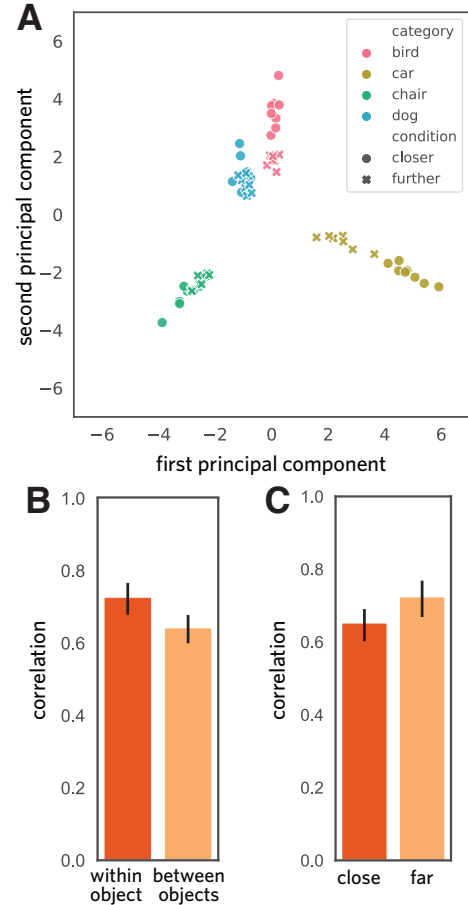 A
category
bird
car
chair
dog
condition
closer
further
second principal component
6
4
2
0
−2
−4
−6
−6 −4 −2 0 2 4 6
first principal component
B
correlation
1.0
0.8
0.6
0.4
0.2
0.0
within object
between objects
C
correlation
1.0
0.8
0.6
0.4
0.2
0.0
close far